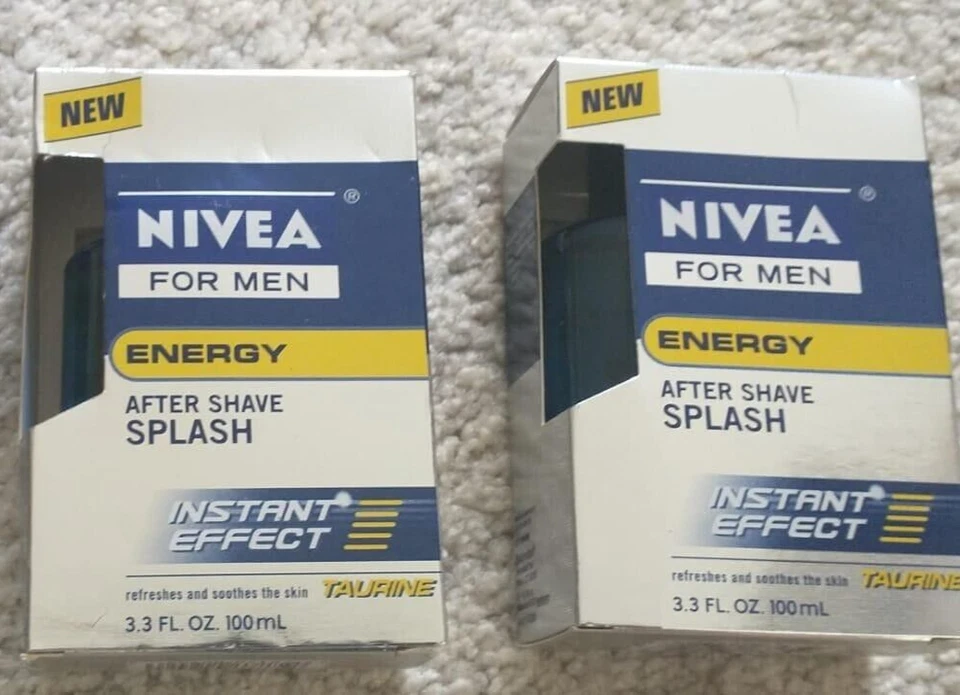 NEW
NIVEA ®
FOR MEN
ENERGY
AFTER SHAVE
SPLASH
INSTANT
EFFECT
refreshes and soothes the skin TAURINE
3.3 FL. OZ. 100mL
NEW
NIVEA ®
FOR MEN
ENERGY
AFTER SHAVE
SPLASH
INSTANT
EFFECT
refreshes and soothes the skin TAURINE
3.3 FL. OZ. 100mL